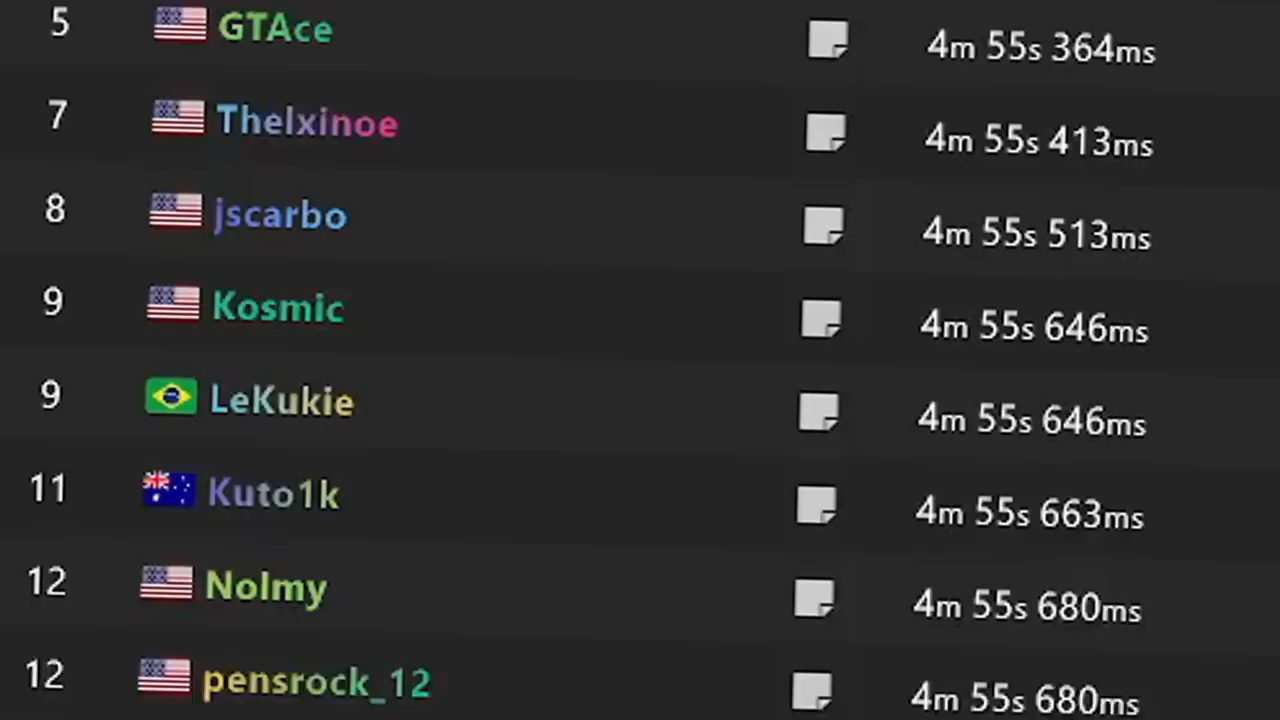 5 GTAce 4m 55s 364ms
7 Thelxinoe 4m 55s 413ms
8 jscarbo 4m 55s 513ms
9 Kosmic 4m 55s 646ms
9 LeKukie 4m 55s 646ms
11 Kuto1k 4m 55s 663ms
12 Nolmy 4m 55s 680ms
12 pensrock_12 4m 55s 680ms